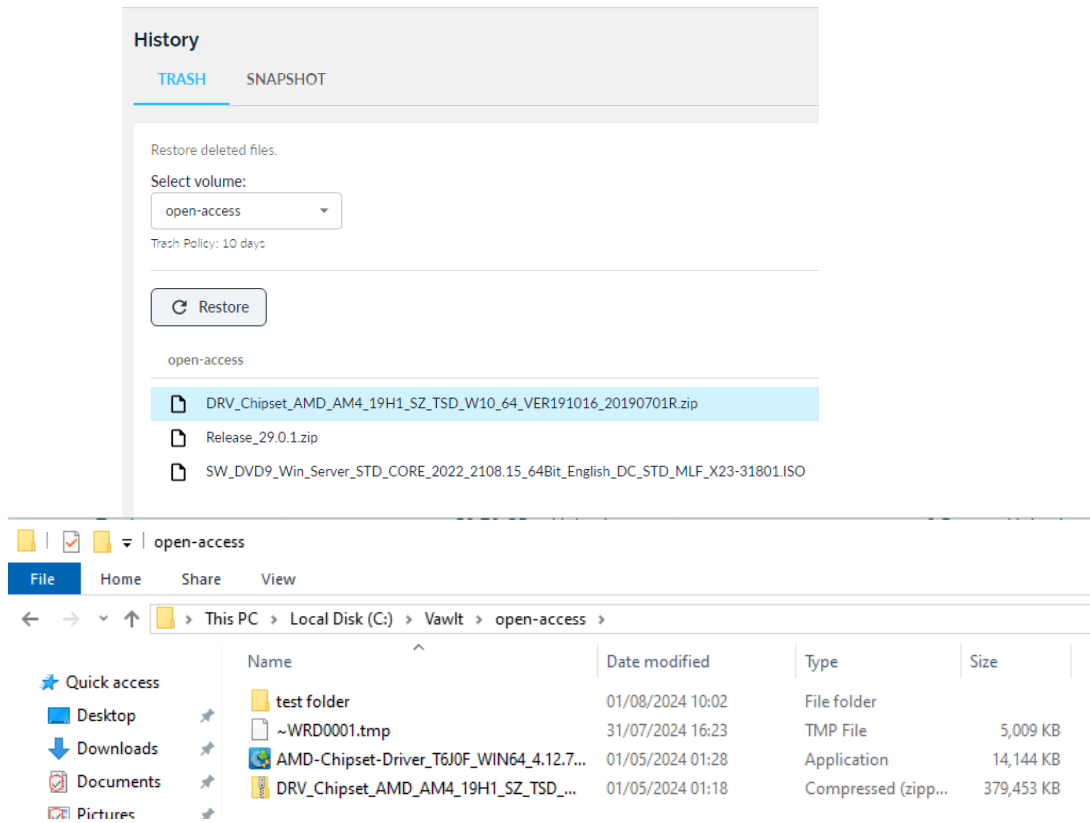 History
TRASH SNAPSHOT
Restore deleted files.
Select volume:
open-access
Trash Policy: 10 days
Restore
open-access
DRV_Chipset_AMD_AM4_19H1_SZ_TSD_W10_64_VER191016_20190701R.zip
Release_29.0.1.zip
SW_DVD9_Win_Server_STD_CORE_2022_2108.15_64Bit_English_DC_STD_MLF_X23-31801.ISO
open-access
File Home Share View
This PC > Local Disk (C:) > Vawlt > open-access >
Name Date modified Type Size
Quick access
test folder 01/08/2024 10:02 File folder
Desktop
~WRD0001.tmp 31/07/2024 16:23 TMP File 5,009 KB
Downloads
AMD-Chipset-Driver_T6J0F_WIN64_4.12.7... 01/05/2024 01:28 Application 14,144 KB
Documents
DRV_Chipset_AMD_AM4_19H1_SZ_TSD_... 01/05/2024 01:18 Compressed (zipp... 379,453 KB
Pictures